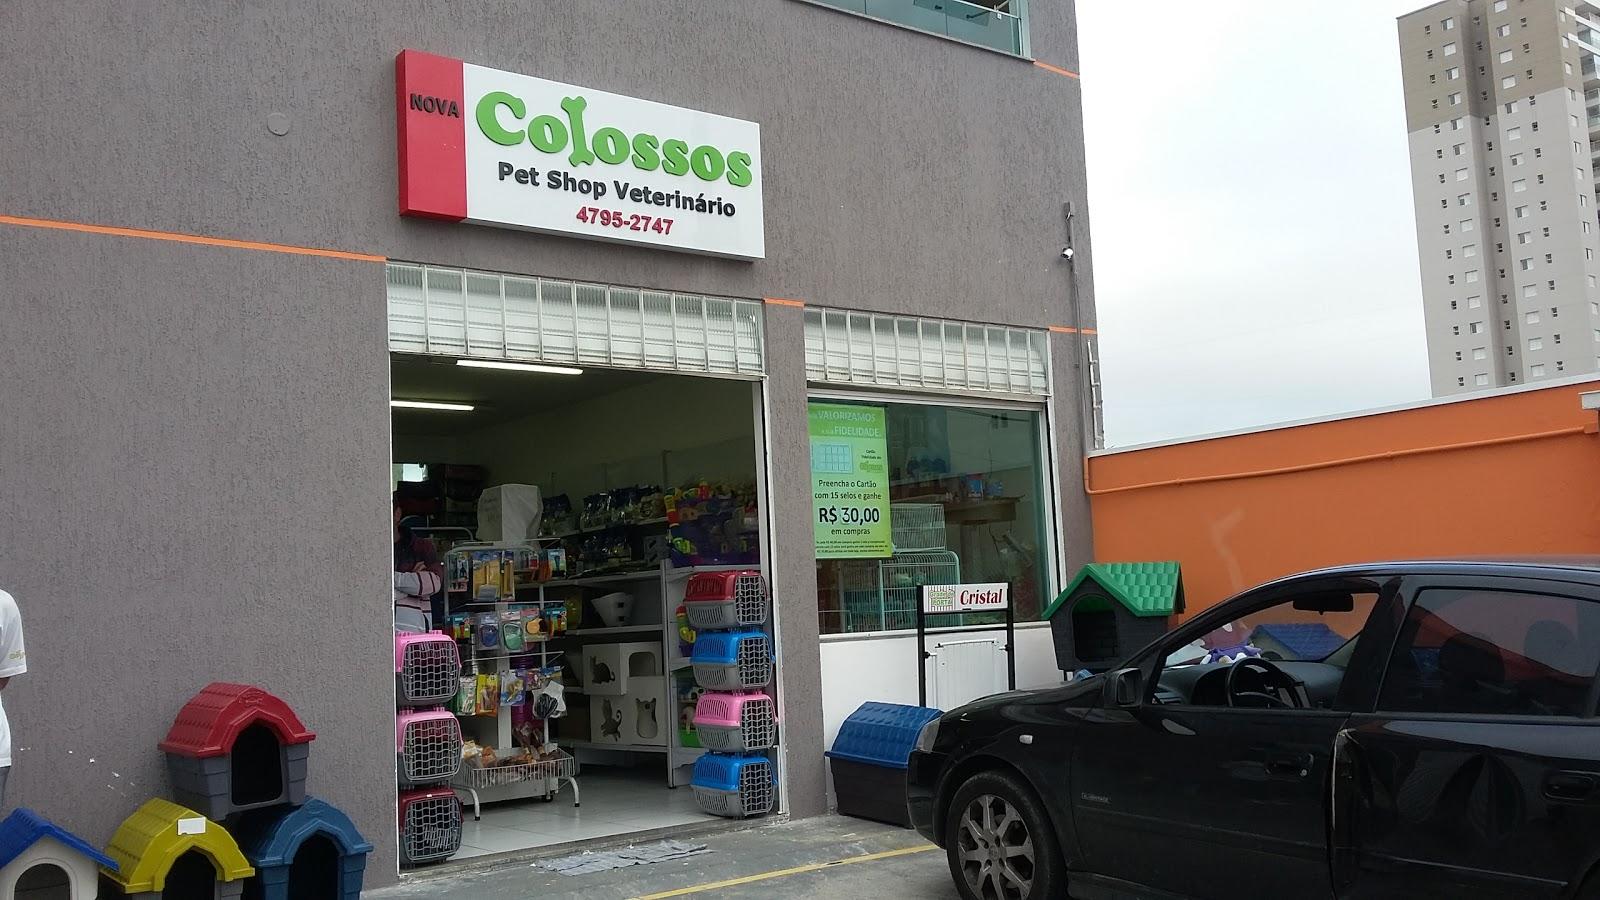 NOVA
Colossos
Pet Shop Veterinário
4795-2747
VALORIZAMOS
a sua FIDELIDADE.
Preencha o Cartão
com 15 selos e ganhe
R$ 30,00
em compras
Cristal